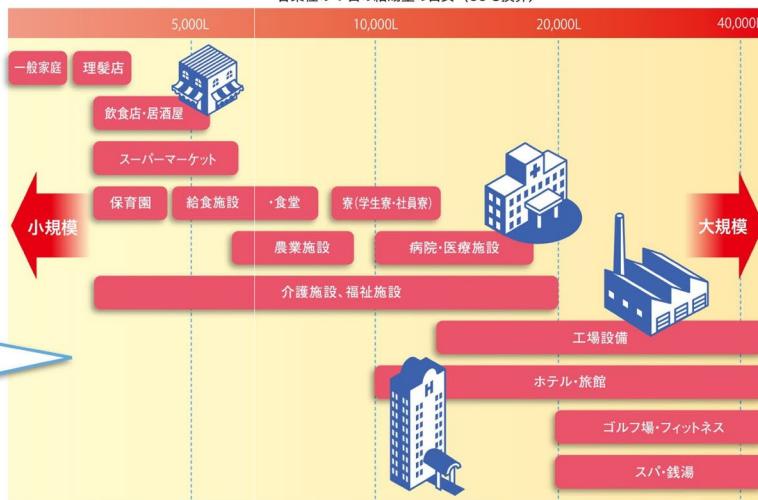 5,000L 10,000L 20,000L 40,000L
一般家庭 理髪店
飲食店・居酒屋
スーパーマーケット
保育園 給食施設 ・食堂 寮(学生寮・社員寮)
小規模 大規模
農業施設 病院・医療施設
介護施設、福祉施設
工場設備
ホテル・旅館
H
ゴルフ場・フィットネス
スパ・銭湯